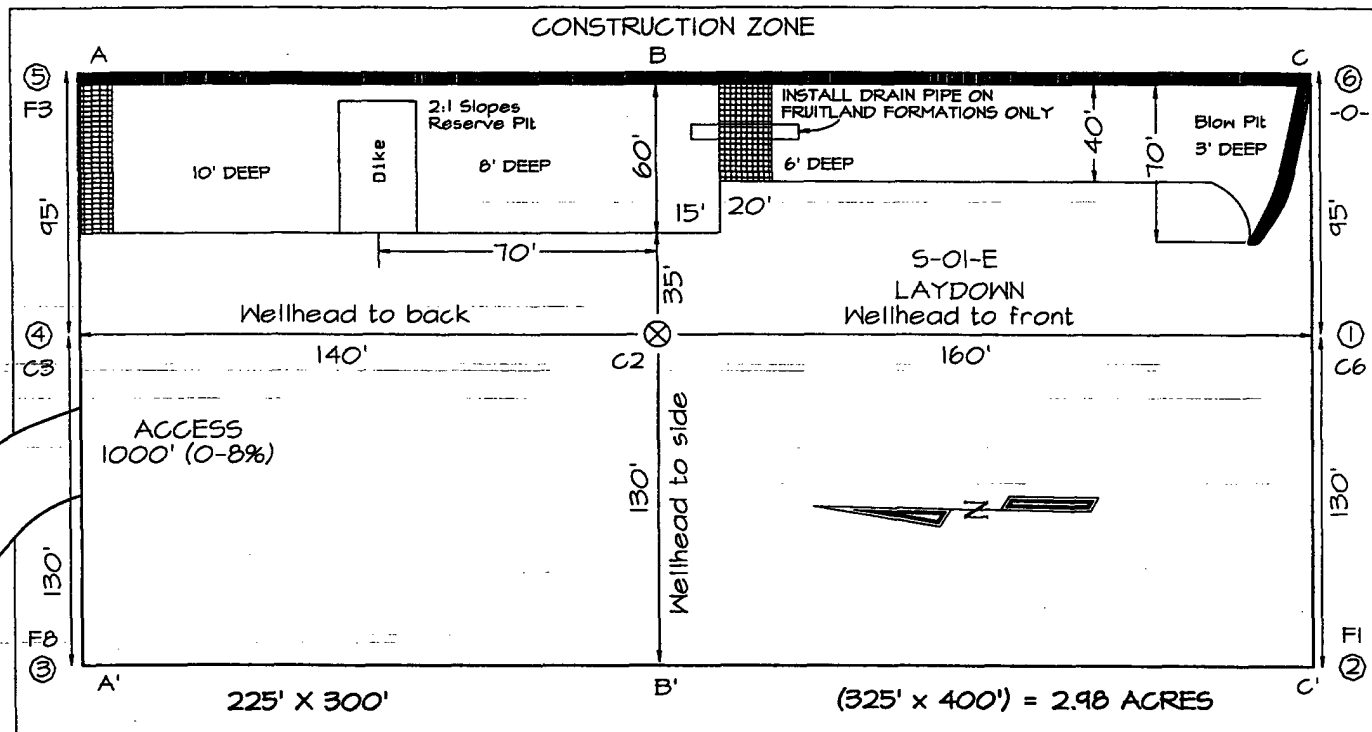 CONSTRUCTION ZONE
A
B
C
5
6
F3
-0-
2:1 Slopes
Reserve Pit
INSTALL DRAIN PIPE ON
FRUITLAND FORMATIONS ONLY
Blow Pit
3' DEEP
10' DEEP
Dike
8' DEEP
60'
6' DEEP
40'
70'
95'
15'
20'
95'
70'
35'
S-01-E
LAYDOWN
Wellhead to back
Wellhead to front
4
1
C3
140'
C2
160'
C6
ACCESS
1000' (0-8%)
130'
130'
Wellhead to side
N
130'
F8
F1
3
2
A'
B'
C'
225' X 300'
(325' x 400') = 2.98 ACRES